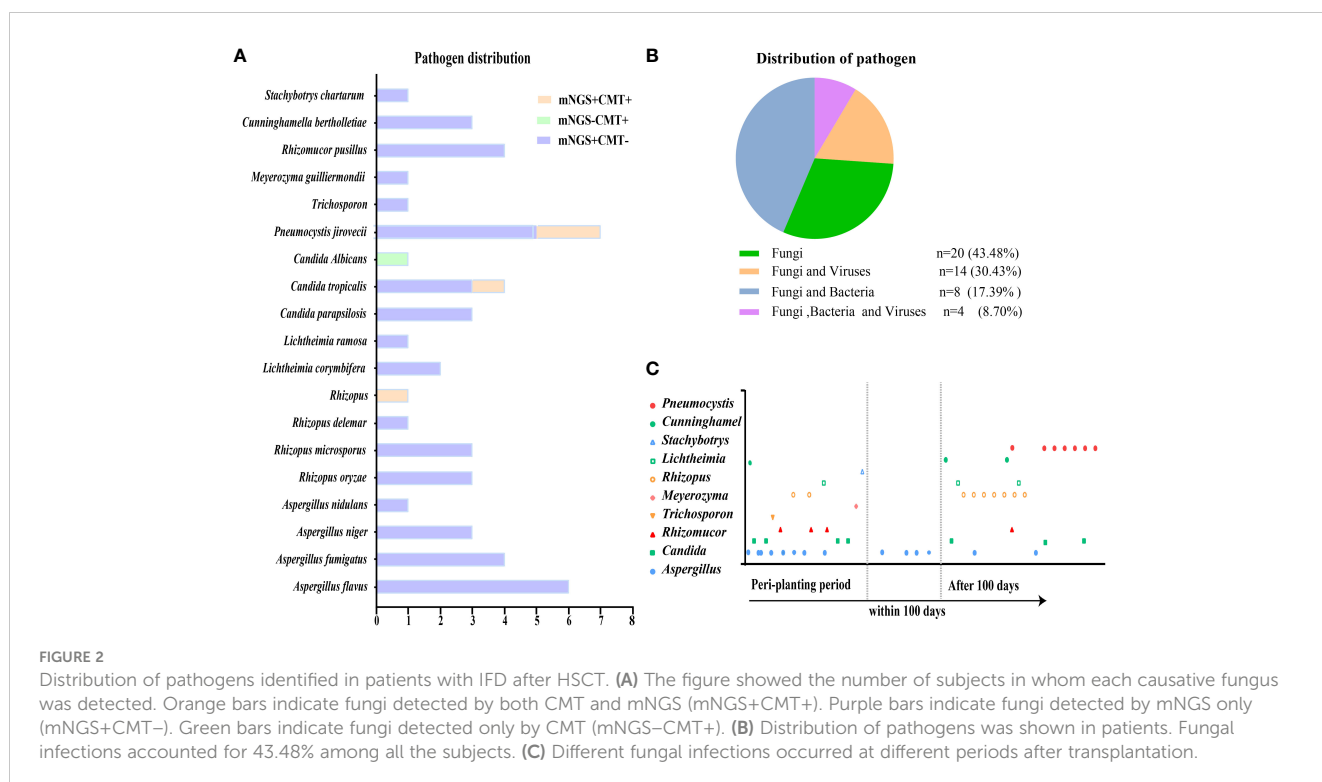 A
Pathogen distribution
Stachybotrys chartarum
Cunninghamella bertholletiae
Rhizomucor pusillus
Meyerozyma guilliermondii
Trichosporon
Pneumocystis jirovecii
Candida Albicans
Candida tropicalis
Candida parapsilosis
Lichtheimia ramosa
Lichtheimia corymbifera
Rhizopus
Rhizopus delemar
Rhizopus microsporus
Rhizopus oryzae
Aspergillus nidulans
Aspergillus niger
Aspergillus fumigatus
Aspergillus flavus
0 1 2 3 4 5 6 7 8
mNGS+CMT+
mNGS-CMT+
mNGS+CMT-
B
Distribution of pathogen
Fungi n=20 (43.48%)
Fungi and Viruses n=14 (30.43%)
Fungi and Bacteria n=8 (17.39% )
Fungi ,Bacteria and Viruses n=4 (8.70%)
C
Pneumocystis
Cunninghamel
Stachybotrys
Lichtheimia
Rhizopus
Meyerozyma
Trichosporon
Rhizomucor
Candida
Aspergillus
Peri-planting period
After 100 days
within 100 days
FIGURE 2
Distribution of pathogens identified in patients with IFD after HSCT. (A) The figure showed the number of subjects in whom each causative fungus
was detected. Orange bars indicate fungi detected by both CMT and mNGS (mNGS+CMT+). Purple bars indicate fungi detected by mNGS only
(mNGS+CMT−). Green bars indicate fungi detected only by CMT (mNGS−CMT+). (B) Distribution of pathogens was shown in patients. Fungal
infections accounted for 43.48% among all the subjects. (C) Different fungal infections occurred at different periods after transplantation.